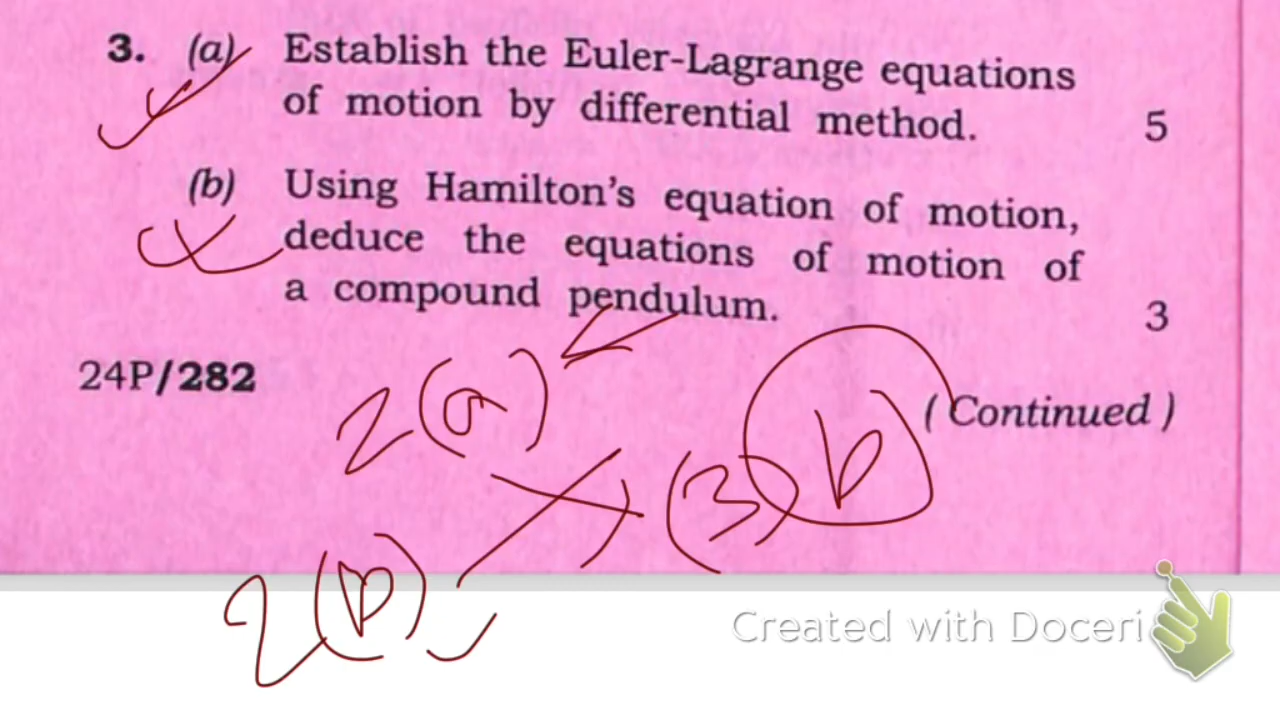 3. (a) Establish the Euler-Lagrange equations
of motion by differential method. 5
(b) Using Hamilton's equation of motion,
deduce the equations of motion of
a compound pendulum. 3
24P/282
(Continued)
2(a)
(3) b
2(b)
Created with Doceri